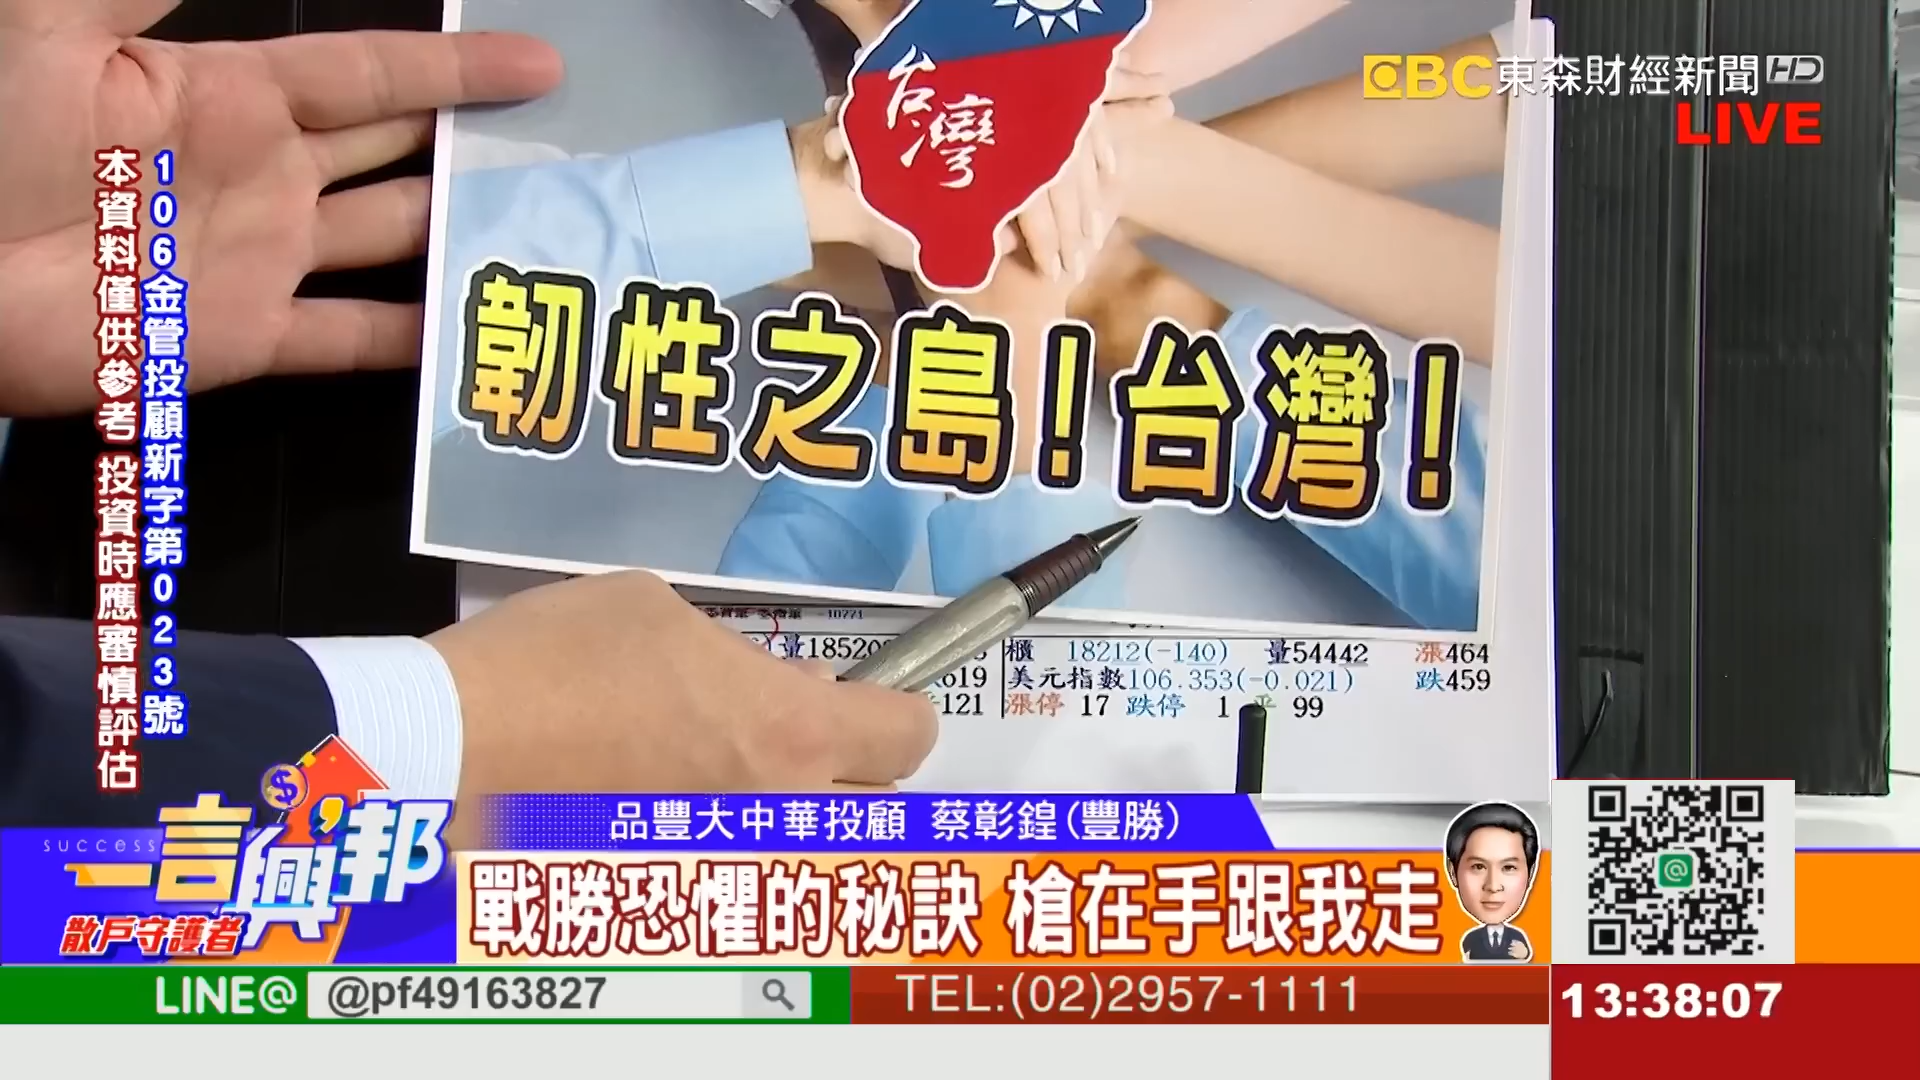 EBC 東森財經新聞 HD
LIVE
台灣
韌性之島！台灣！
106金管投顧新字第023號
本資料僅供參考 投資時應審慎評估
-10771
量18520
櫃 18212(-140) 量54442 漲464
619
美元指數106.353(-0.021) 跌459
121
漲停 17 跌停 1 平 99
品豐大中華投顧 蔡彰鍠(豐勝)
success
一言興邦
散戶守護者
戰勝恐懼的秘訣 槍在手跟我走
LINE@ @pf49163827
TEL:(02)2957-1111
13:38:07